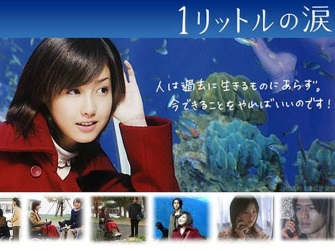 1リットルの涙
人は過去に生きるものにあらず。
今できることをやればいいのです!